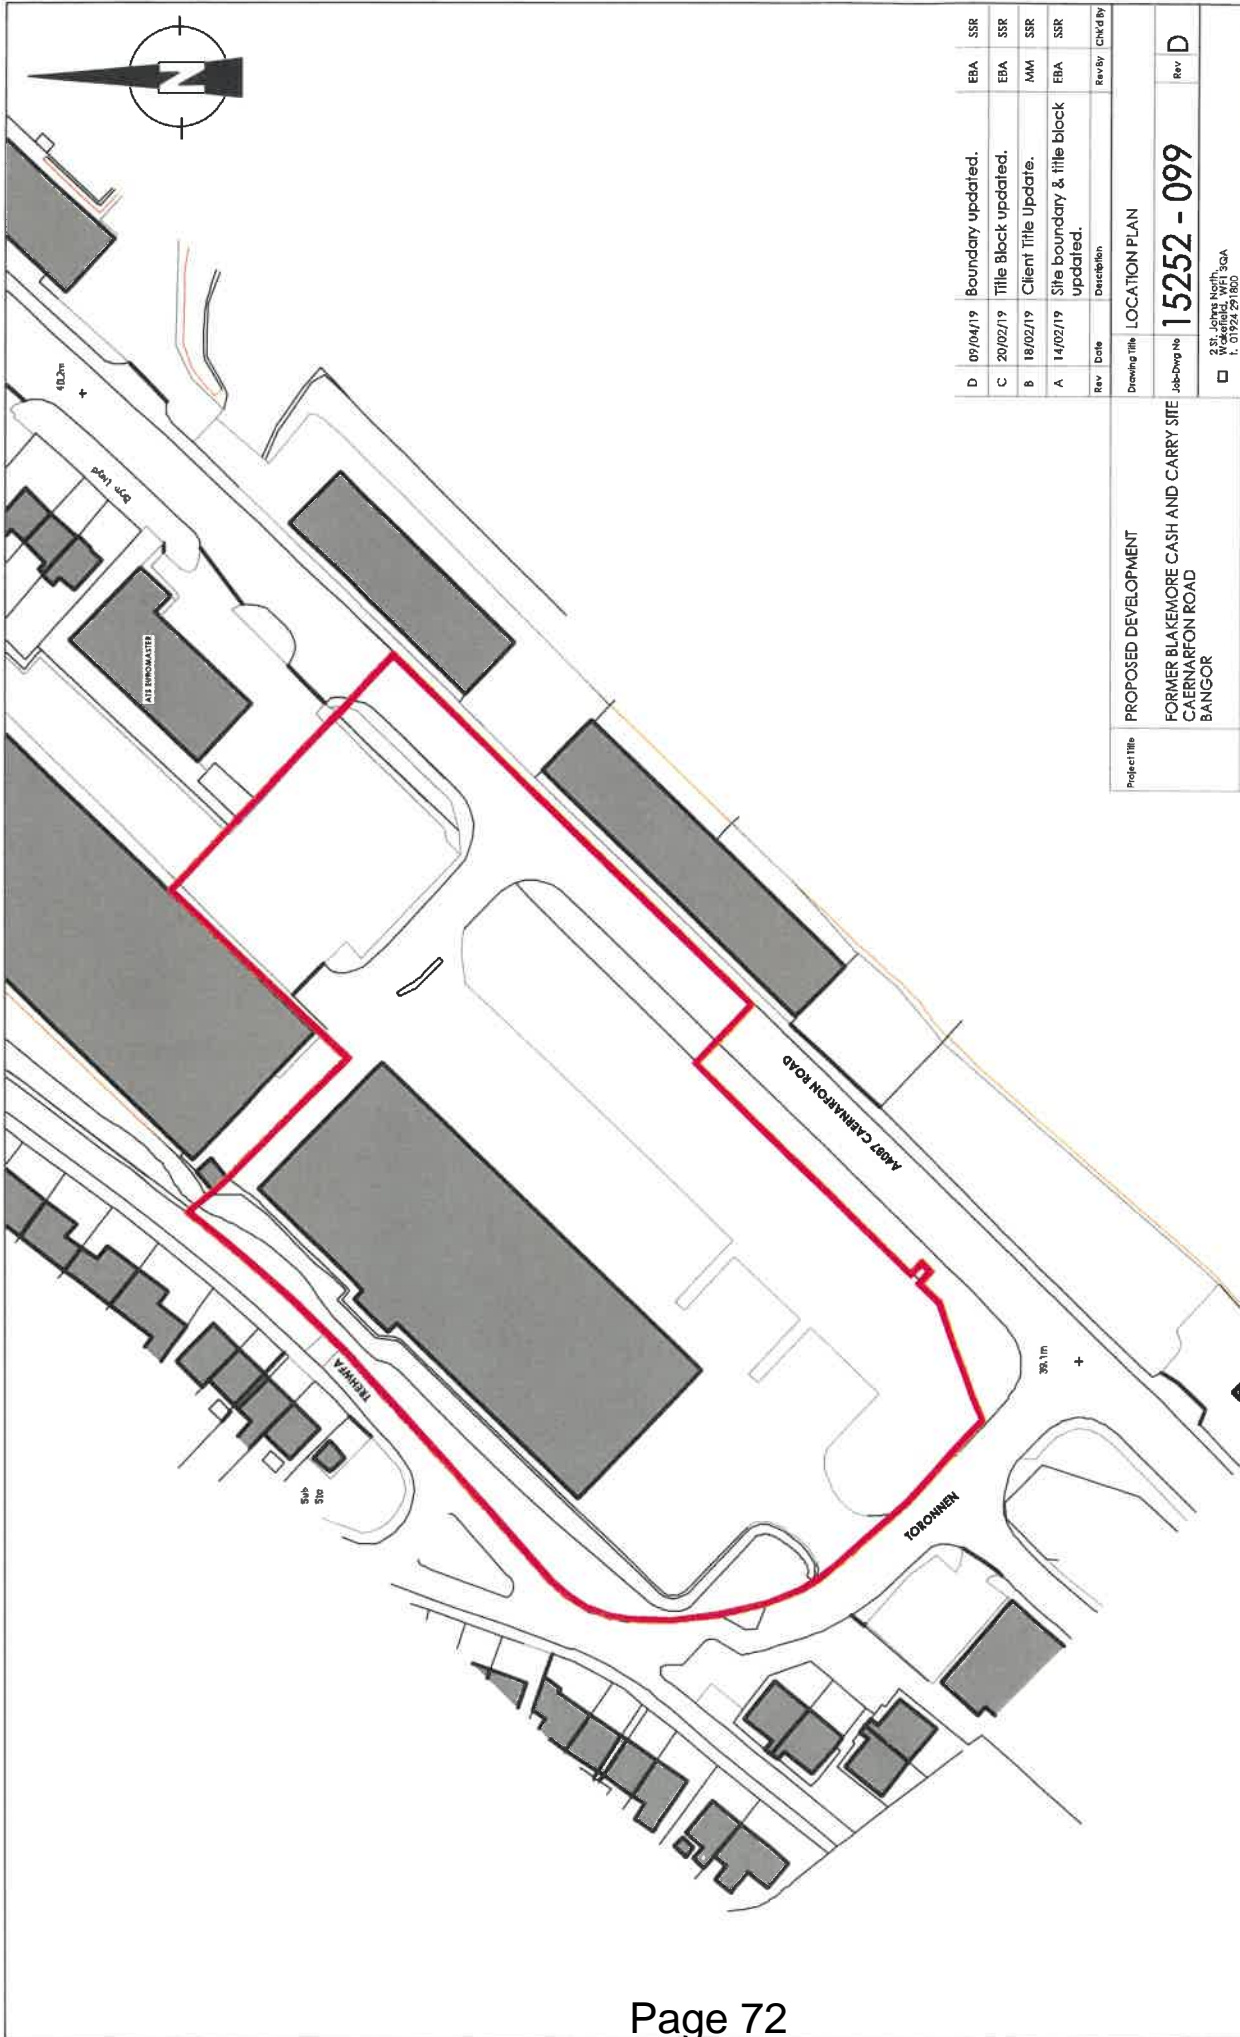 N
40.2m
Bryn Llwyd
ATS EUROMASTER
TREHWFA
Sub
Sta
A4087 CAERNARFON ROAD
39.1m
TORONNEN
D 09/04/19 Boundary updated. EBA SSR
C 20/02/19 Title Block updated. EBA SSR
B 18/02/19 Client Title Update. MM SSR
A 14/02/19 Site boundary & title block EBA SSR
updated.
Rev Date Description Rev By Chk'd By
Project Title PROPOSED DEVELOPMENT
FORMER BLAKEMORE CASH AND CARRY SITE
CAERNARFON ROAD
BANGOR
Drawing Title LOCATION PLAN
Job-Dwg No 15252 - 099 Rev D
2 St. Johns North,
Wakefield, WF1 3QA
t. 01924 291800
Page 72